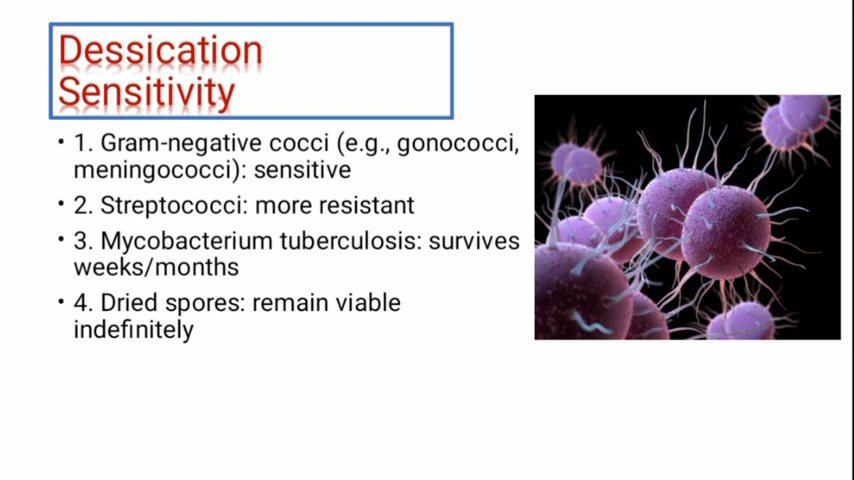 Dessication
Sensitivity
• 1. Gram-negative cocci (e.g., gonococci,
meningococci): sensitive
• 2. Streptococci: more resistant
• 3. Mycobacterium tuberculosis: survives
weeks/months
• 4. Dried spores: remain viable
indefinitely